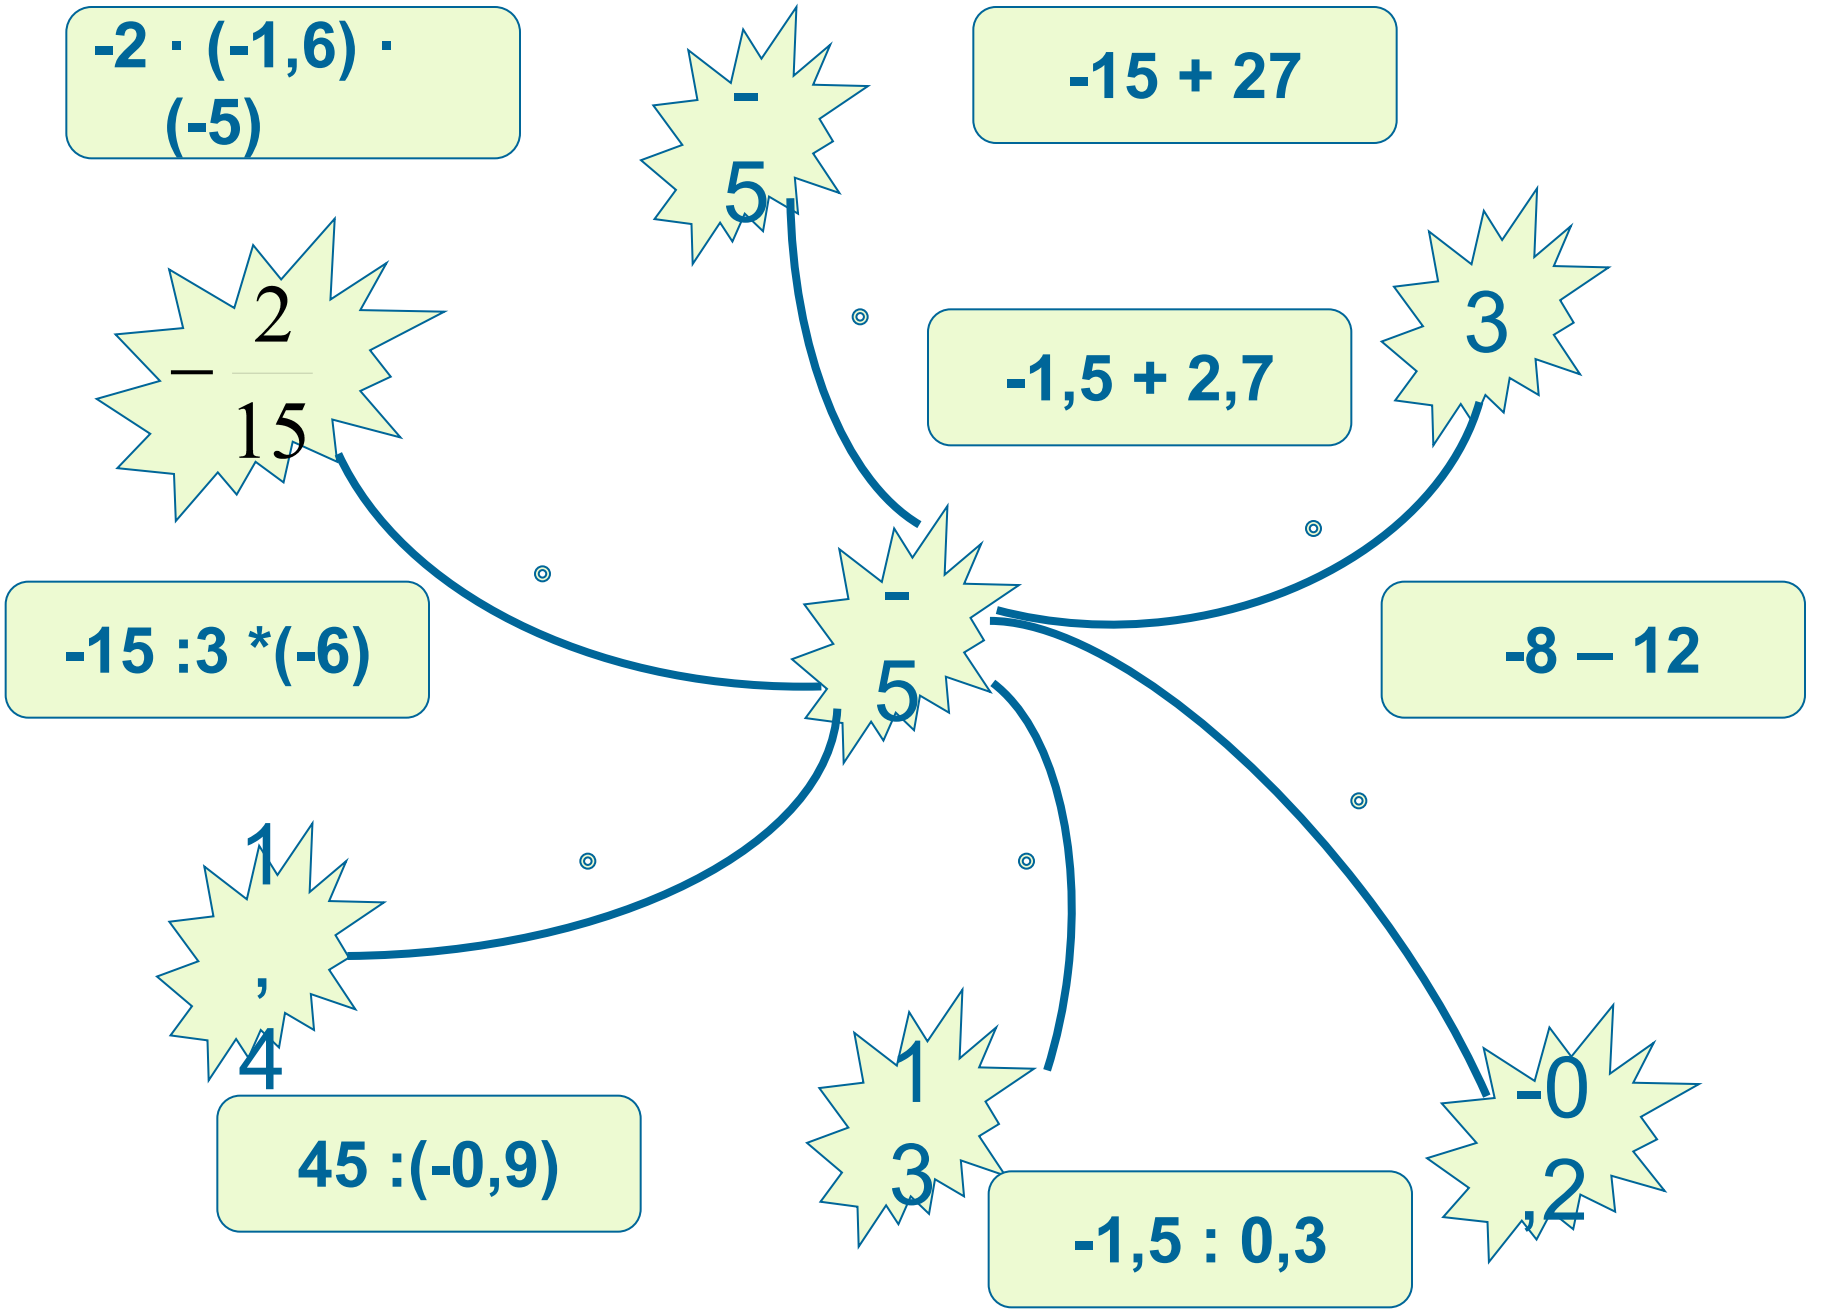 -2 · (-1,6) ·
(-5)
-
5
-15 + 27
2
–
15
3
-1,5 + 2,7
-
5
-15 :3 *(-6)
-8 – 12
1
,
4
1
3
-0
,2
45 :(-0,9)
-1,5 : 0,3